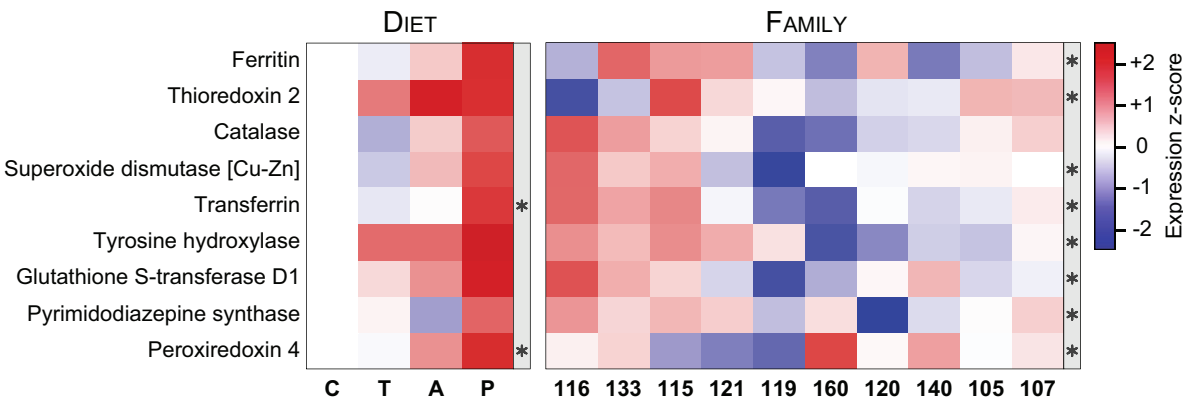 DIET FAMILY
Ferritin * +2
Thioredoxin 2 * +1
Catalase 0
Superoxide dismutase [Cu-Zn] * -1
Transferrin * * -2
Tyrosine hydroxylase *
Glutathione S-transferase D1 *
Pyrimidodiazepine synthase *
Peroxiredoxin 4 * *
C T A P 116 133 115 121 119 160 120 140 105 107
Expression z-score